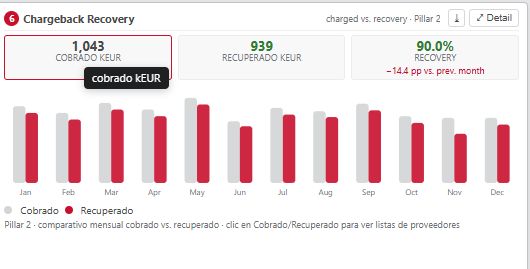 6 Chargeback Recovery charged vs. recovery · Pillar 2 ↓ ↗ Detail
1,043 939 90.0%
COBRADO KEUR RECUPERADO KEUR RECOVERY
−14.4 pp vs. prev. month
cobrado kEUR
Jan Feb Mar Apr May Jun Jul Aug Sep Oct Nov Dec
Cobrado Recuperado
Pillar 2 · comparativo mensual cobrado vs. recuperado · clic en Cobrado/Recuperado para ver listas de proveedores